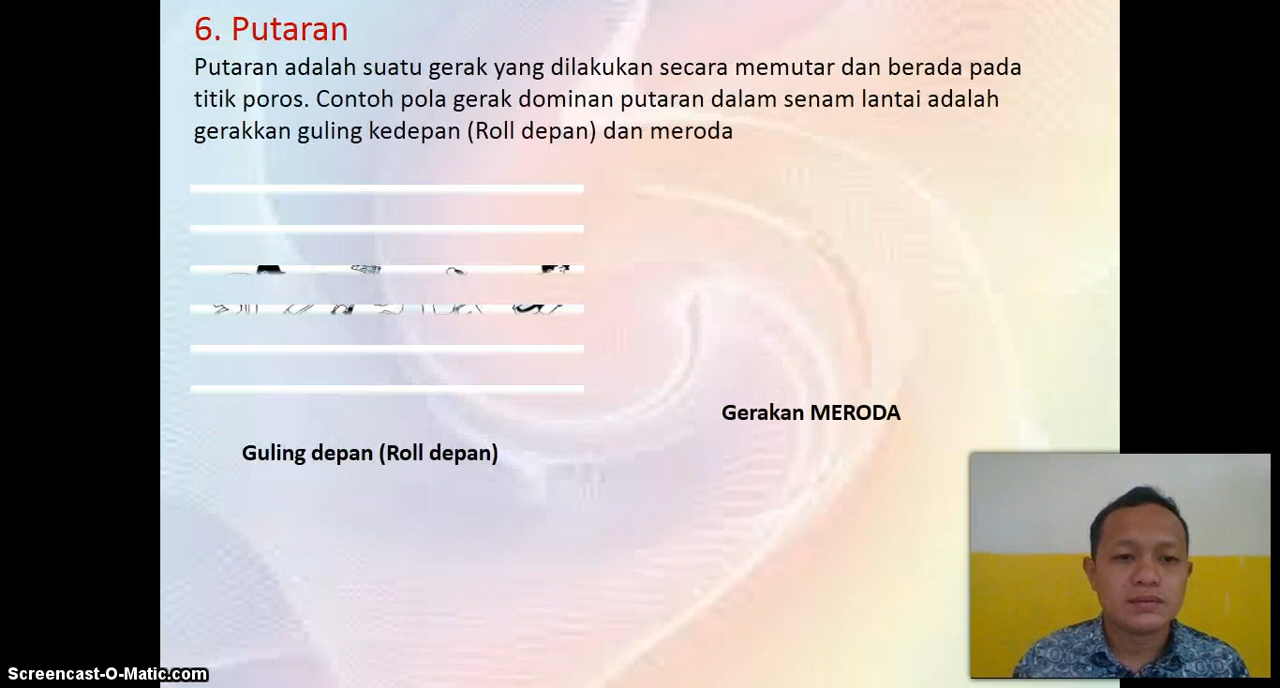 6. Putaran
Putaran adalah suatu gerak yang dilakukan secara memutar dan berada pada
titik poros. Contoh pola gerak dominan putaran dalam senam lantai adalah
gerakkan guling kedepan (Roll depan) dan meroda
Gerakan MERODA
Guling depan (Roll depan)
Screencast-O-Matic.com